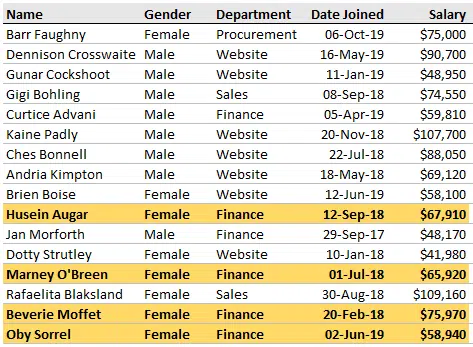 Name Gender Department Date Joined Salary
Barr Faughny Female Procurement 06-Oct-19 $75,000
Dennison Crosswaite Male Website 16-May-19 $90,700
Gunar Cockshoot Male Website 11-Jan-19 $48,950
Gigi Bohling Male Sales 08-Sep-18 $74,550
Curtice Advani Male Finance 05-Apr-19 $59,810
Kaine Padly Male Website 20-Nov-18 $107,700
Ches Bonnell Male Website 22-Jul-18 $88,050
Andria Kimpton Male Website 18-May-18 $69,120
Brien Boise Female Website 12-Jun-19 $58,100
Husein Augar Female Finance 12-Sep-18 $67,910
Jan Morforth Male Finance 29-Sep-17 $48,170
Dotty Strutley Female Website 10-Jan-18 $41,980
Marney O'Breen Female Finance 01-Jul-18 $65,920
Rafaelita Blaksland Female Sales 30-Aug-18 $109,160
Beverie Moffet Female Finance 20-Feb-18 $75,970
Oby Sorrel Female Finance 02-Jun-19 $58,940